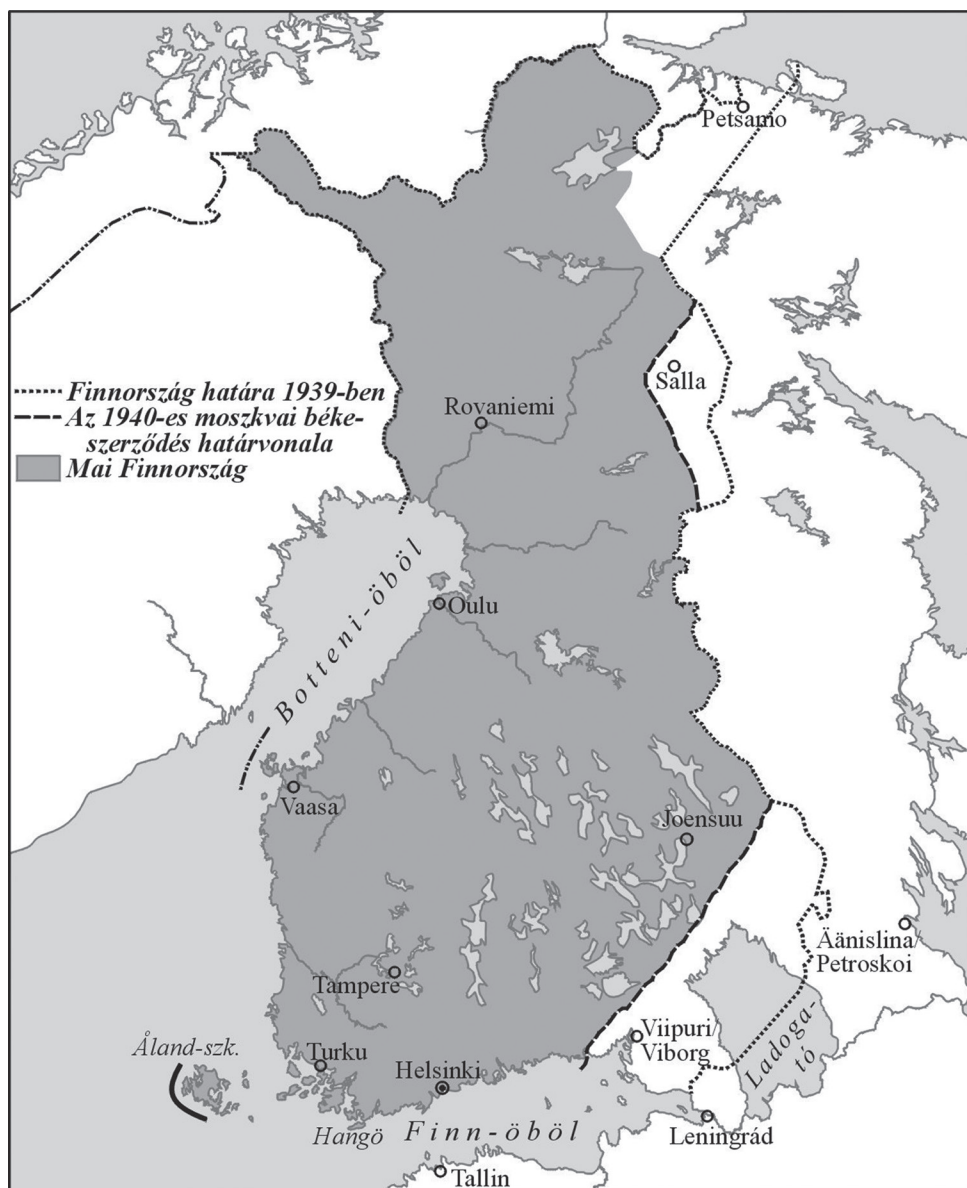 Petsamo
Finnország határa 1939-ben
Az 1940-es moszkvai béke-
szerződés határvonala
Mai Finnország
Salla
Rovaniemi
Botteni-öböl
Oulu
Vaasa
Joensuu
Äänislina/
Petroskoi
Tampere
Viipuri/
Viborg
Ladoga-
tó
Åland-szk.
Turku
Helsinki
Hangö
Finn-öböl
Leningrád
Tallin